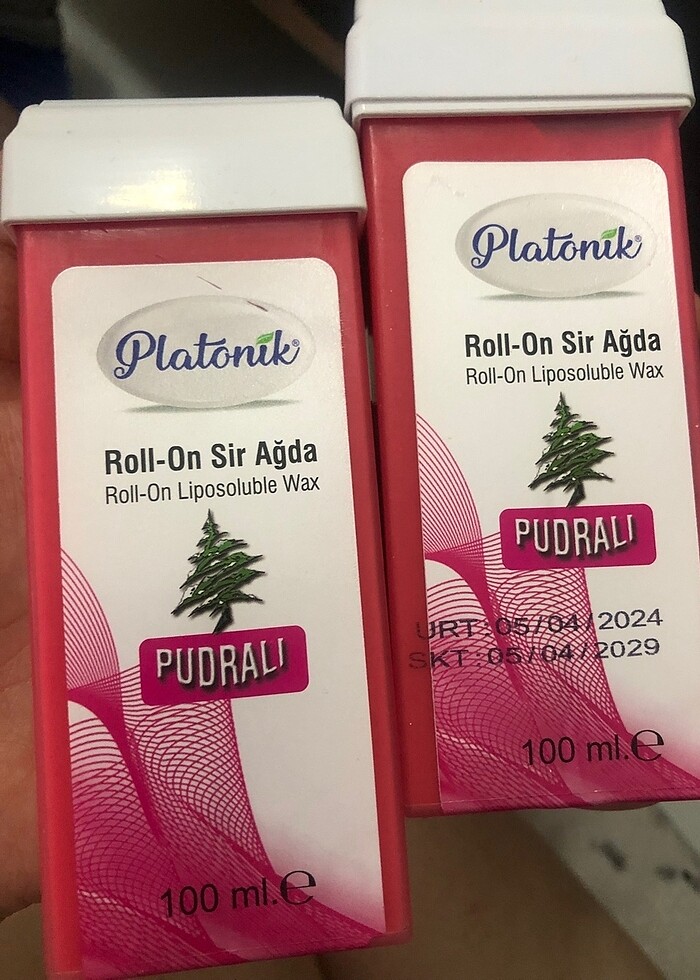 Platonik®
Roll-On Sir Ağda
Roll-On Liposoluble Wax
PUDRALI
100 ml.℮
Platonik®
Roll-On Sir Ağda
Roll-On Liposoluble Wax
PUDRALI
URT:05/04/2024
SKT:05/04/2029
100 ml.℮